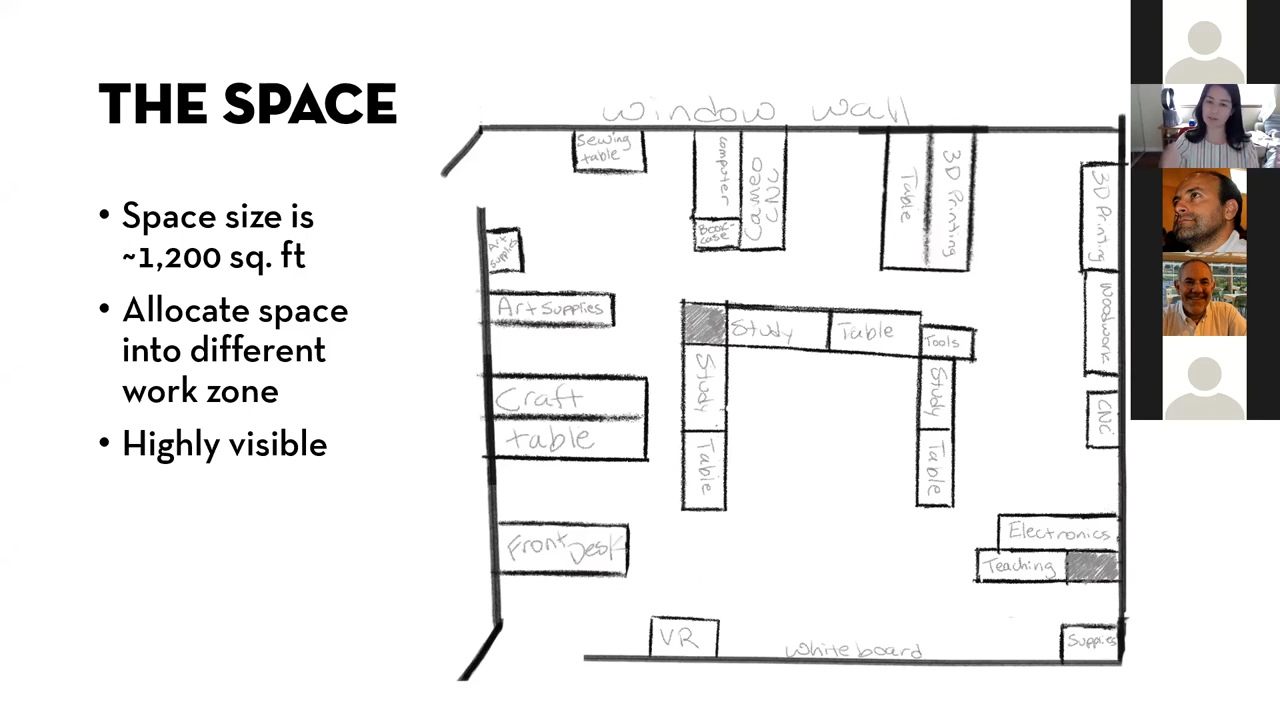 THE SPACE
• Space size is
~1,200 sq. ft
• Allocate space
into different
work zone
• Highly visible
window wall
Sewing
table
computer
Book-
case
CNC
Cameo
Table
3D Printing
3D Printing
Woodwork
CNC
Art
Supplies
Art Supplies
Craft
table
Front Desk
Study
Table
Tools
Study
Table
Study
Table
Electronics
Teaching
Supplies
VR
whiteboard